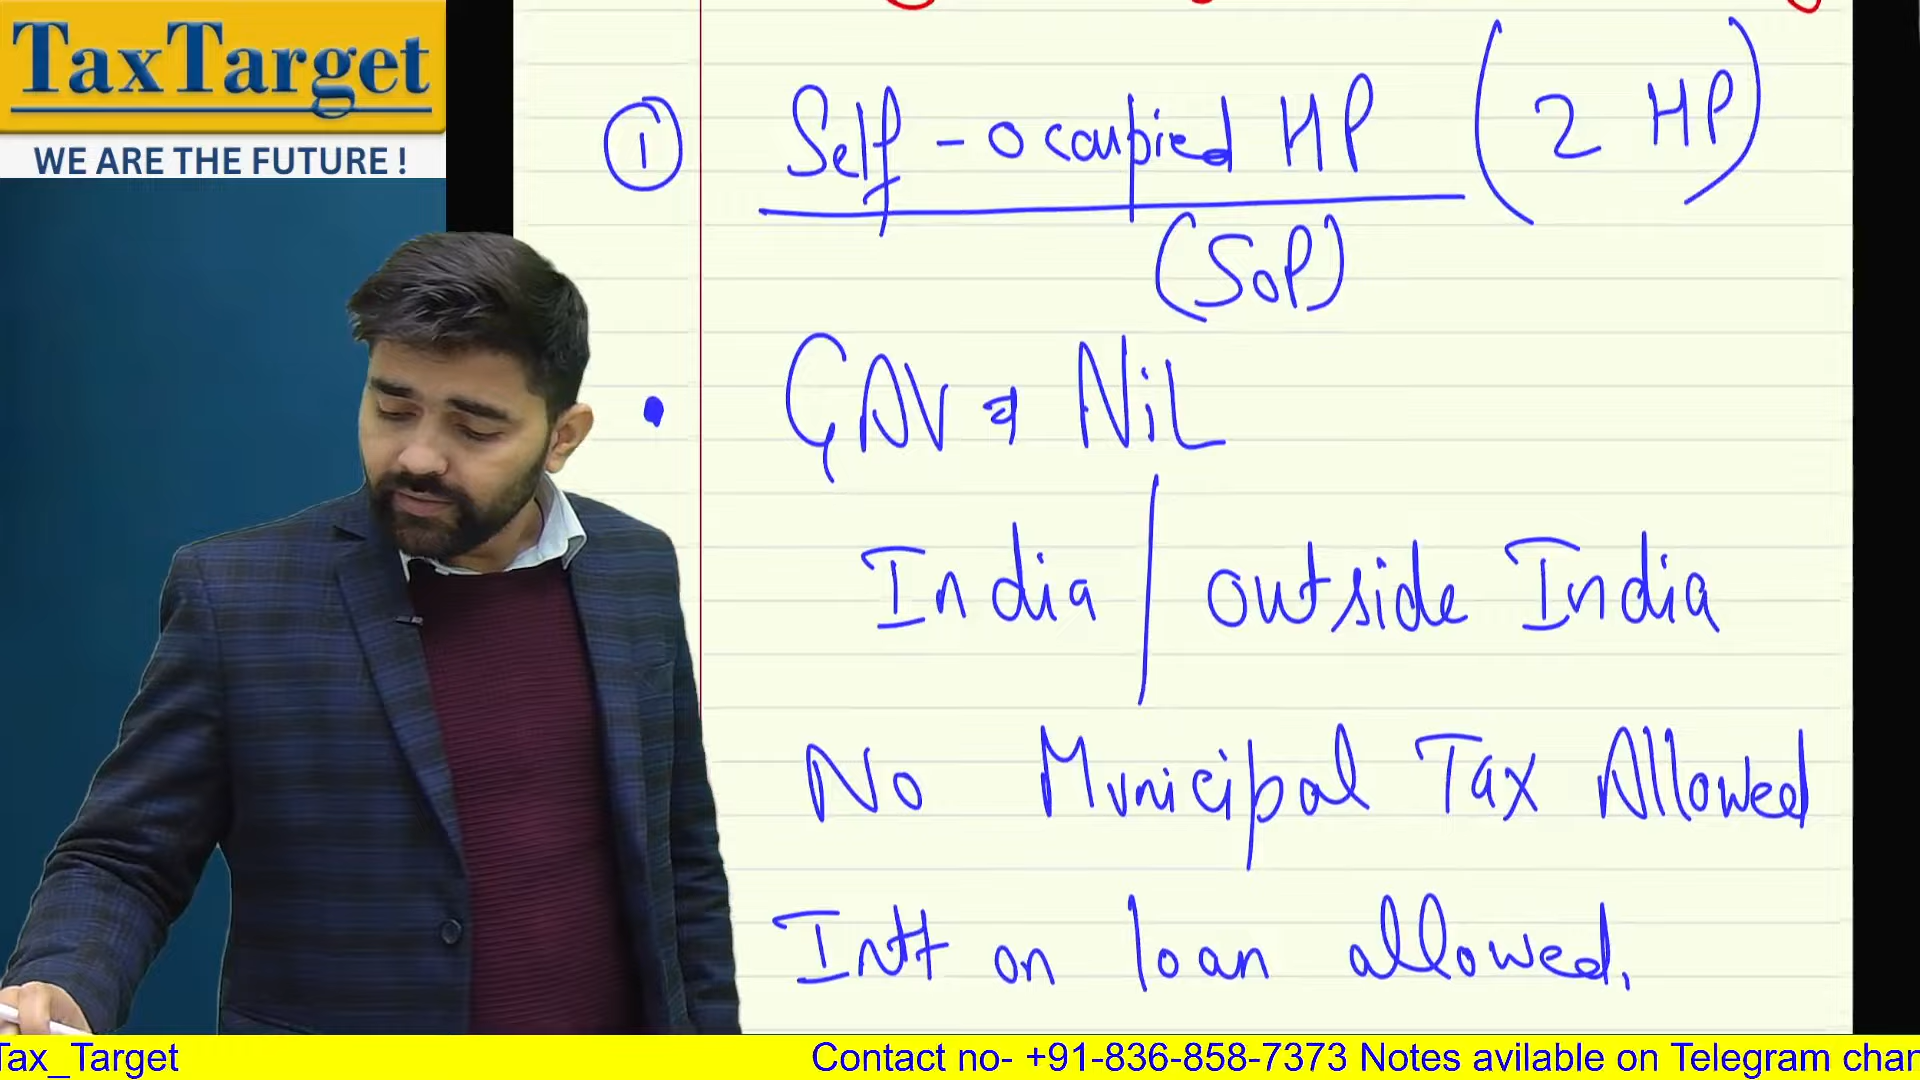 TaxTarget
WE ARE THE FUTURE !
1 Self-occupied HP (2 HP)
(SOP)
• GAV = NIL
India / outside India
No Municipal Tax Allowed
Intt on loan allowed.
Tax_Target Contact no- +91-836-858-7373 Notes avilable on Telegram chan